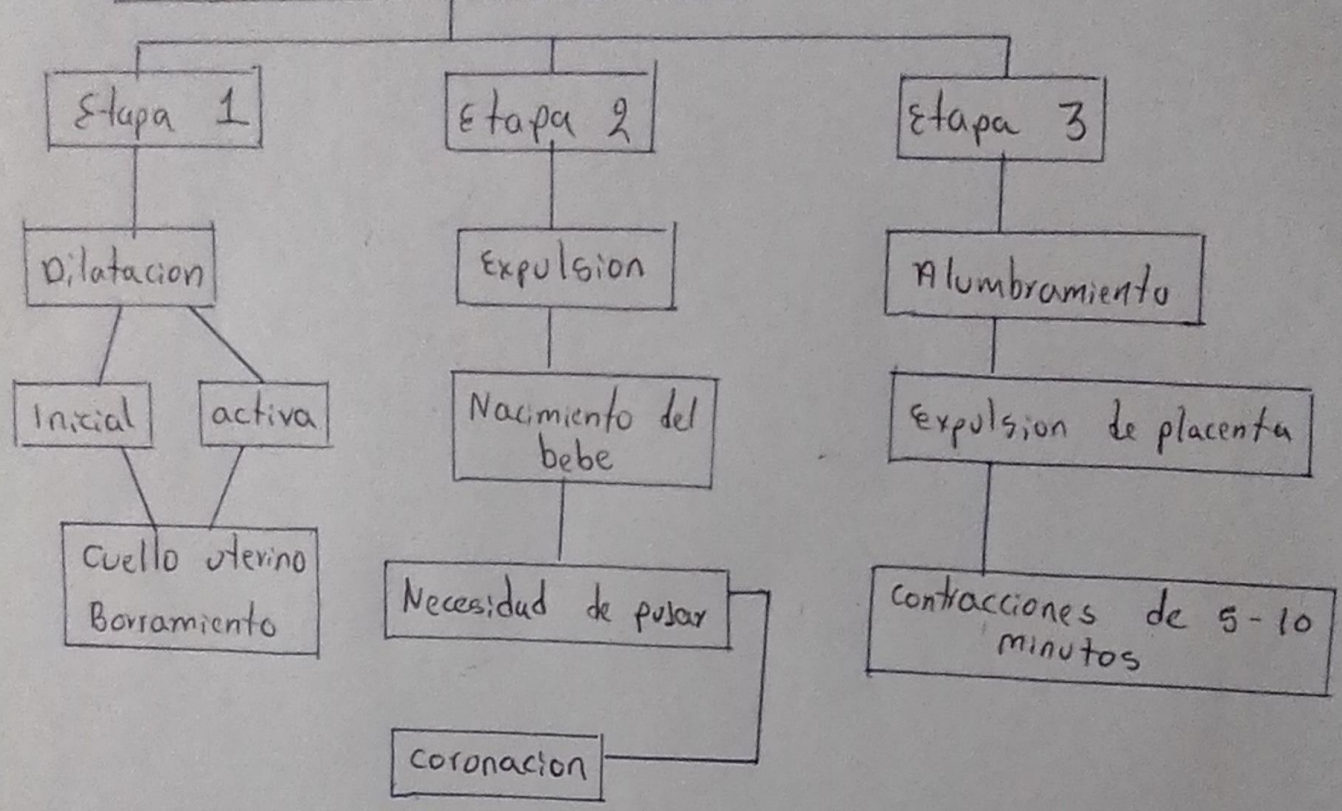 Etapa 1
Etapa 2
Etapa 3
Dilatacion
Expulsion
Alumbramiento
Inicial
activa
Nacimiento del
bebe
Expulsion de placenta
Cuello uterino
Borramiento
Necesidad de pujar
Contracciones de 5-10
minutos
coronacion